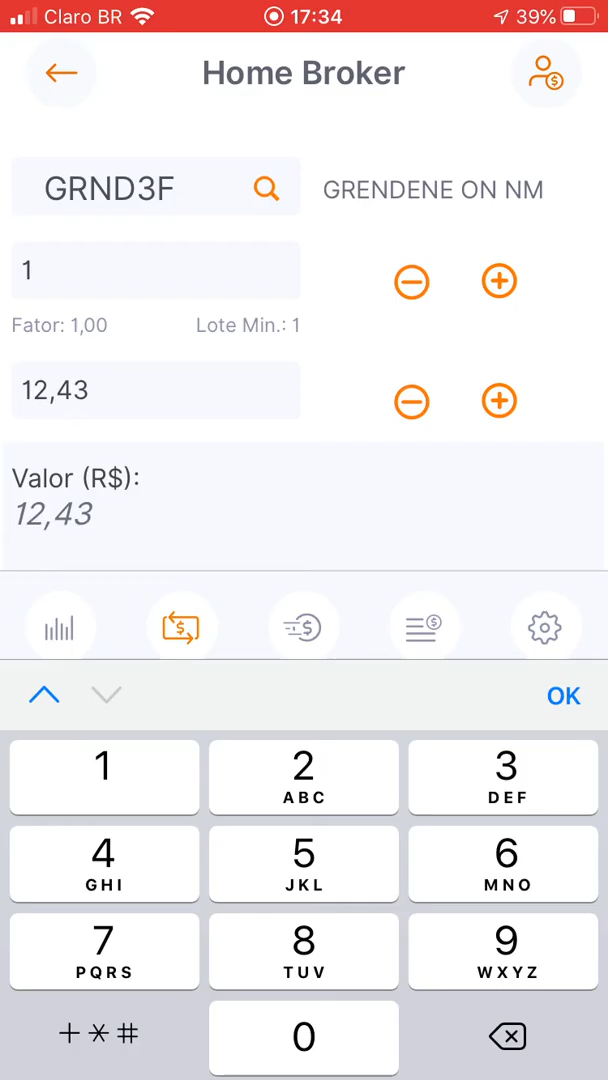 Claro BR 17:34 39%
Home Broker
GRND3F GRENDENE ON NM
1
Fator: 1,00 Lote Min.: 1
12,43
Valor (R$):
12,43
OK
1 2 3
ABC DEF
4 5 6
GHI JKL MNO
7 8 9
PQRS TUV WXYZ
+*# 0